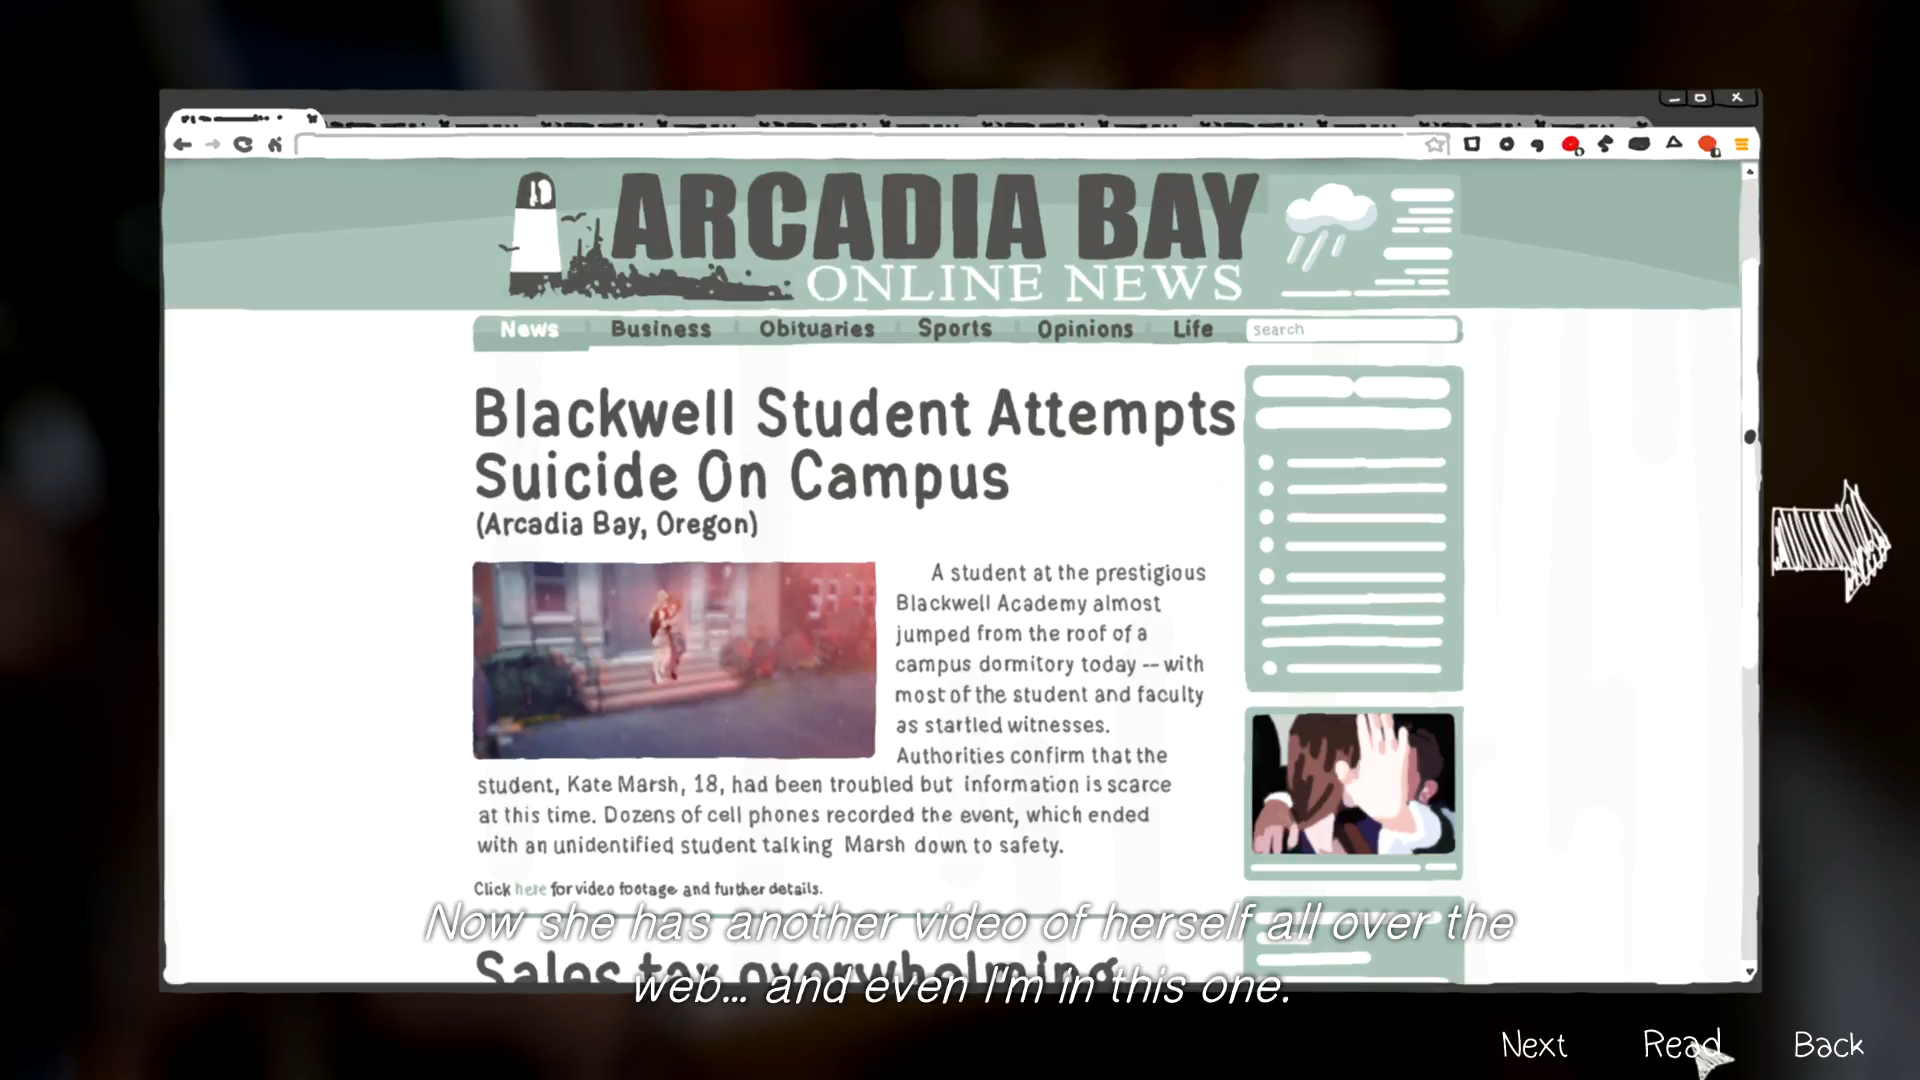 ARCADIA BAY
ONLINE NEWS
News Business Obituaries Sports Opinions Life search
Blackwell Student Attempts
Suicide On Campus
(Arcadia Bay, Oregon)
A student at the prestigious
Blackwell Academy almost
jumped from the roof of a
campus dormitory today -- with
most of the student and faculty
as startled witnesses.
Authorities confirm that the
student, Kate Marsh, 18, had been troubled but information is scarce
at this time. Dozens of cell phones recorded the event, which ended
with an unidentified student talking Marsh down to safety.
Click here for video footage and further details.
Now she has another video of herself all over the
Sales tax overwhelming
web... and even I'm in this one.
Next Read Back